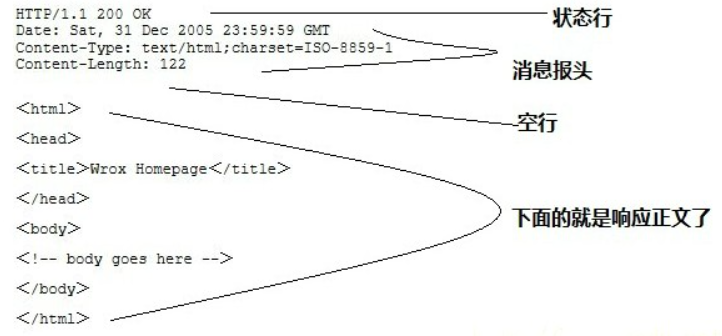 HTTP/1.1 200 OK
状态行
Date: Sat, 31 Dec 2005 23:59:59 GMT
Content-Type: text/html;charset=ISO-8859-1
Content-Length: 122
消息报头
空行
<html>
<head>
<title>Wrox Homepage</title>
</head>
<body>
下面的就是响应正文了
<!-- body goes here -->
</body>
</html>